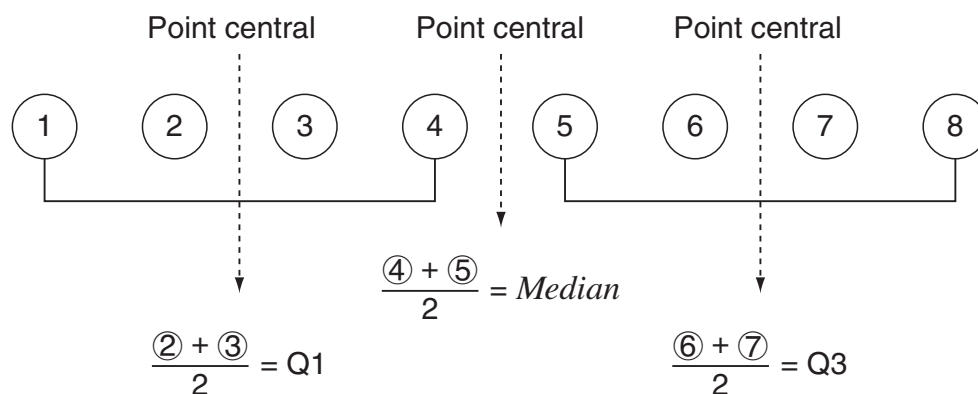 Point central Point central Point central
1 2 3 4 5 6 7 8
④ + ⑤
2
= Median
② + ③
2
= Q1
⑥ + ⑦
2
= Q3